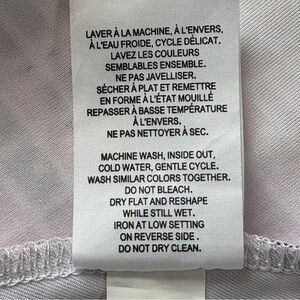 LAVER À LA MACHINE, À L'ENVERS,
À L'EAU FROIDE, CYCLE DÉLICAT.
LAVEZ LES COULEURS
SEMBLABLES ENSEMBLE.
NE PAS JAVELLISER.
SÉCHER À PLAT ET REMETTRE
EN FORME À L'ÉTAT MOUILLÉ
REPASSER À BASSE TEMPÉRATURE
À L'ENVERS.
NE PAS NETTOYER À SEC.
MACHINE WASH, INSIDE OUT,
COLD WATER, GENTLE CYCLE.
WASH SIMILAR COLORS TOGETHER.
DO NOT BLEACH.
DRY FLAT AND RESHAPE
WHILE STILL WET.
IRON AT LOW SETTING
ON REVERSE SIDE .
DO NOT DRY CLEAN.